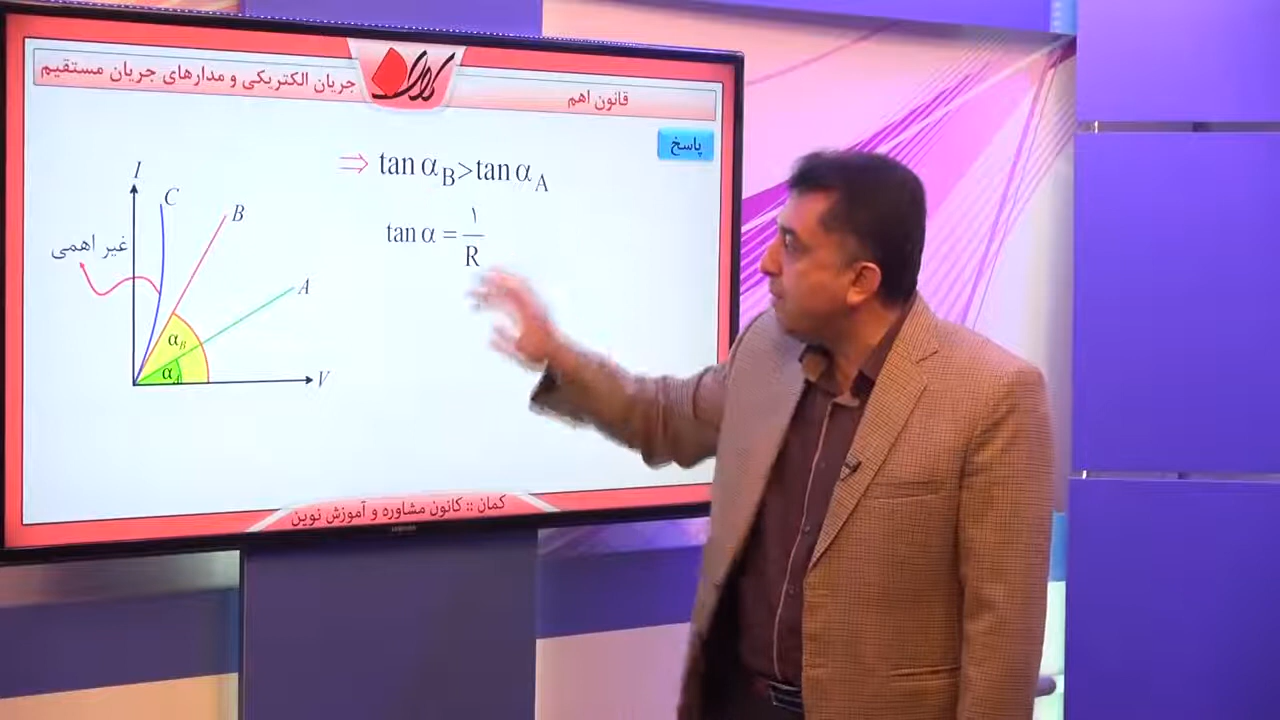 قانون اهم
جریان الکتریکی و مدارهای جریان مستقیم
کمان
پاسخ
⇒ tan α_B > tan α_A
tan α = ۱/R
I
C
B
غیر اهمی
A
α_B
α_A
V
کمان :: کانون مشاوره و آموزش نوین